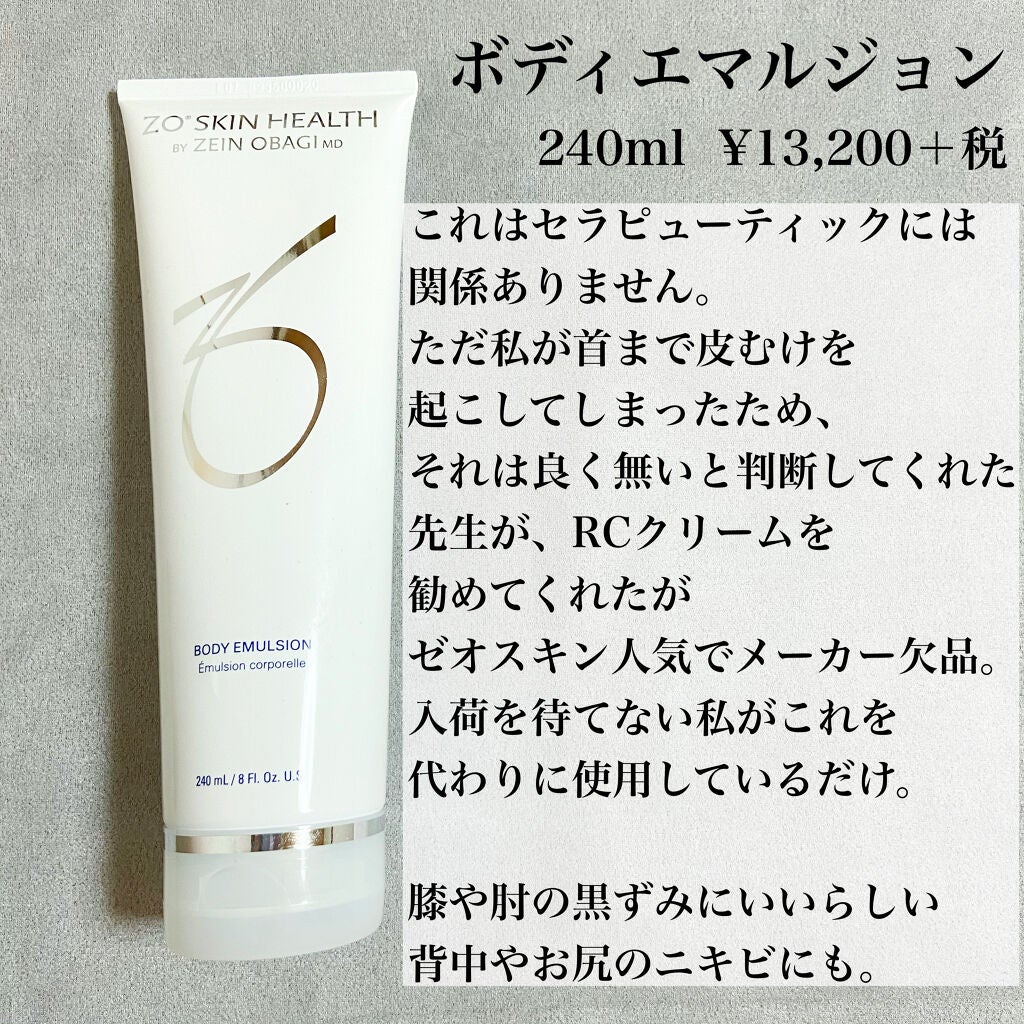 ボディエマルジョン
240ml ¥13,200+税
ZO® SKIN HEALTH
BY ZEIN OBAGI MD
BODY EMULSION
Émulsion corporelle
240 mL / 8 Fl. Oz. U.S
これはセラピューティックには
関係ありません。
ただ私が首まで皮むけを
起こしてしまったため、
それは良く無いと判断してくれた
先生が、RCクリームを
勧めてくれたが
ゼオスキン人気でメーカー欠品。
入荷を待てない私がこれを
代わりに使用しているだけ。
膝や肘の黒ずみにいいらしい
背中やお尻のニキビにも。